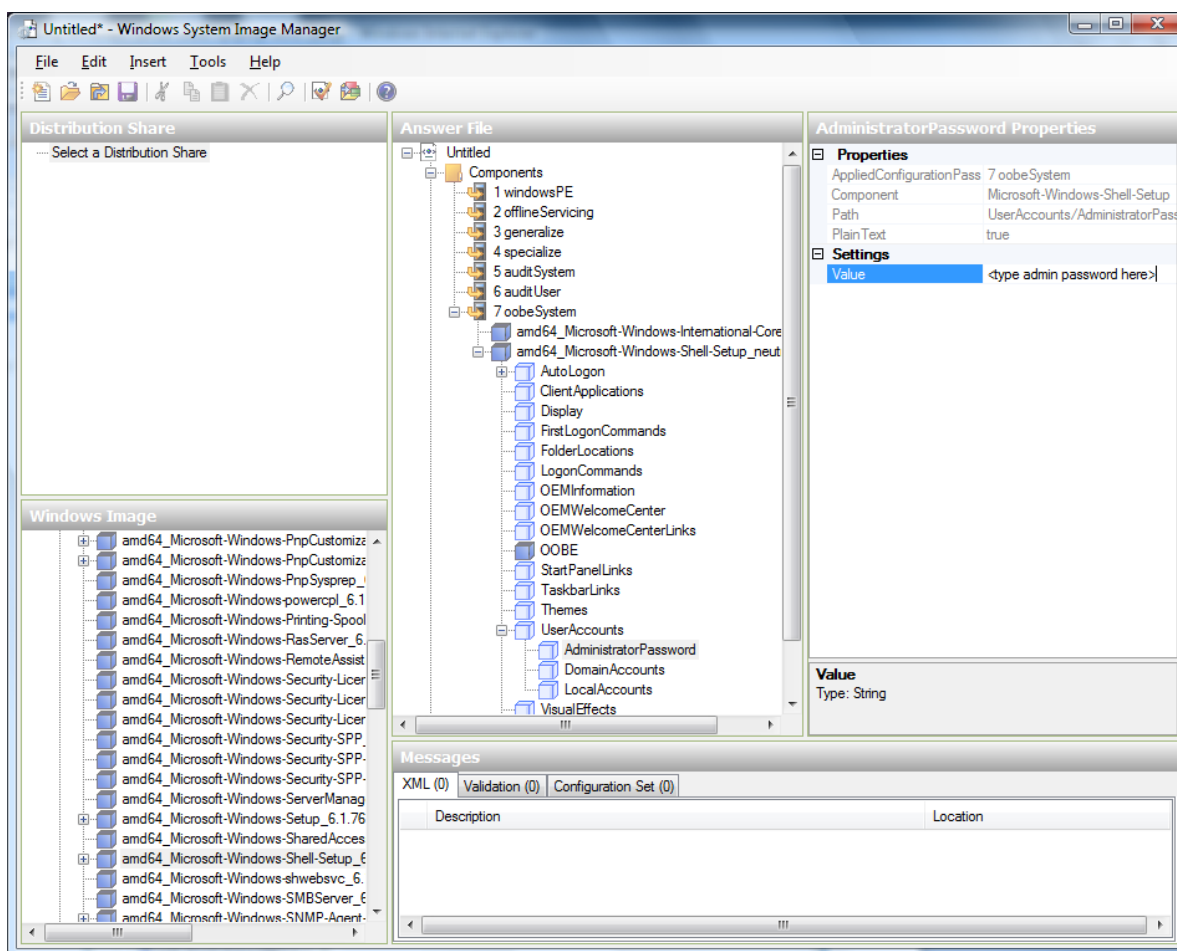 Untitled* - Windows System Image Manager
File Edit Insert Tools Help
Distribution Share
Select a Distribution Share
Windows Image
amd64_Microsoft-Windows-PnpCustomiza
amd64_Microsoft-Windows-PnpCustomiza
amd64_Microsoft-Windows-PnpSysprep_
amd64_Microsoft-Windows-powercpl_6.1
amd64_Microsoft-Windows-Printing-Spool
amd64_Microsoft-Windows-RasServer_6.
amd64_Microsoft-Windows-RemoteAssist
amd64_Microsoft-Windows-Security-Licer
amd64_Microsoft-Windows-Security-Licer
amd64_Microsoft-Windows-Security-Licer
amd64_Microsoft-Windows-Security-SPP_
amd64_Microsoft-Windows-Security-SPP-
amd64_Microsoft-Windows-Security-SPP-
amd64_Microsoft-Windows-ServerManag
amd64_Microsoft-Windows-Setup_6.1.76
amd64_Microsoft-Windows-SharedAcces
amd64_Microsoft-Windows-Shell-Setup_6
amd64_Microsoft-Windows-shwebsvc_6.
amd64_Microsoft-Windows-SMBServer_6
amd64_Microsoft-Windows-SNMP-Agent-
Answer File
Untitled
Components
1 windowsPE
2 offlineServicing
3 generalize
4 specialize
5 auditSystem
6 auditUser
7 oobeSystem
amd64_Microsoft-Windows-International-Core
amd64_Microsoft-Windows-Shell-Setup_neut
AutoLogon
ClientApplications
Display
FirstLogonCommands
FolderLocations
LogonCommands
OEMInformation
OEMWelcomeCenter
OEMWelcomeCenterLinks
OOBE
StartPanelLinks
TaskbarLinks
Themes
UserAccounts
AdministratorPassword
DomainAccounts
LocalAccounts
VisualEffects
AdministratorPassword Properties
Properties
AppliedConfigurationPass 7 oobeSystem
Component Microsoft-Windows-Shell-Setup
Path UserAccounts/AdministratorPass
PlainText true
Settings
Value <type admin password here>
Value
Type: String
Messages
XML (0) Validation (0) Configuration Set (0)
Description Location